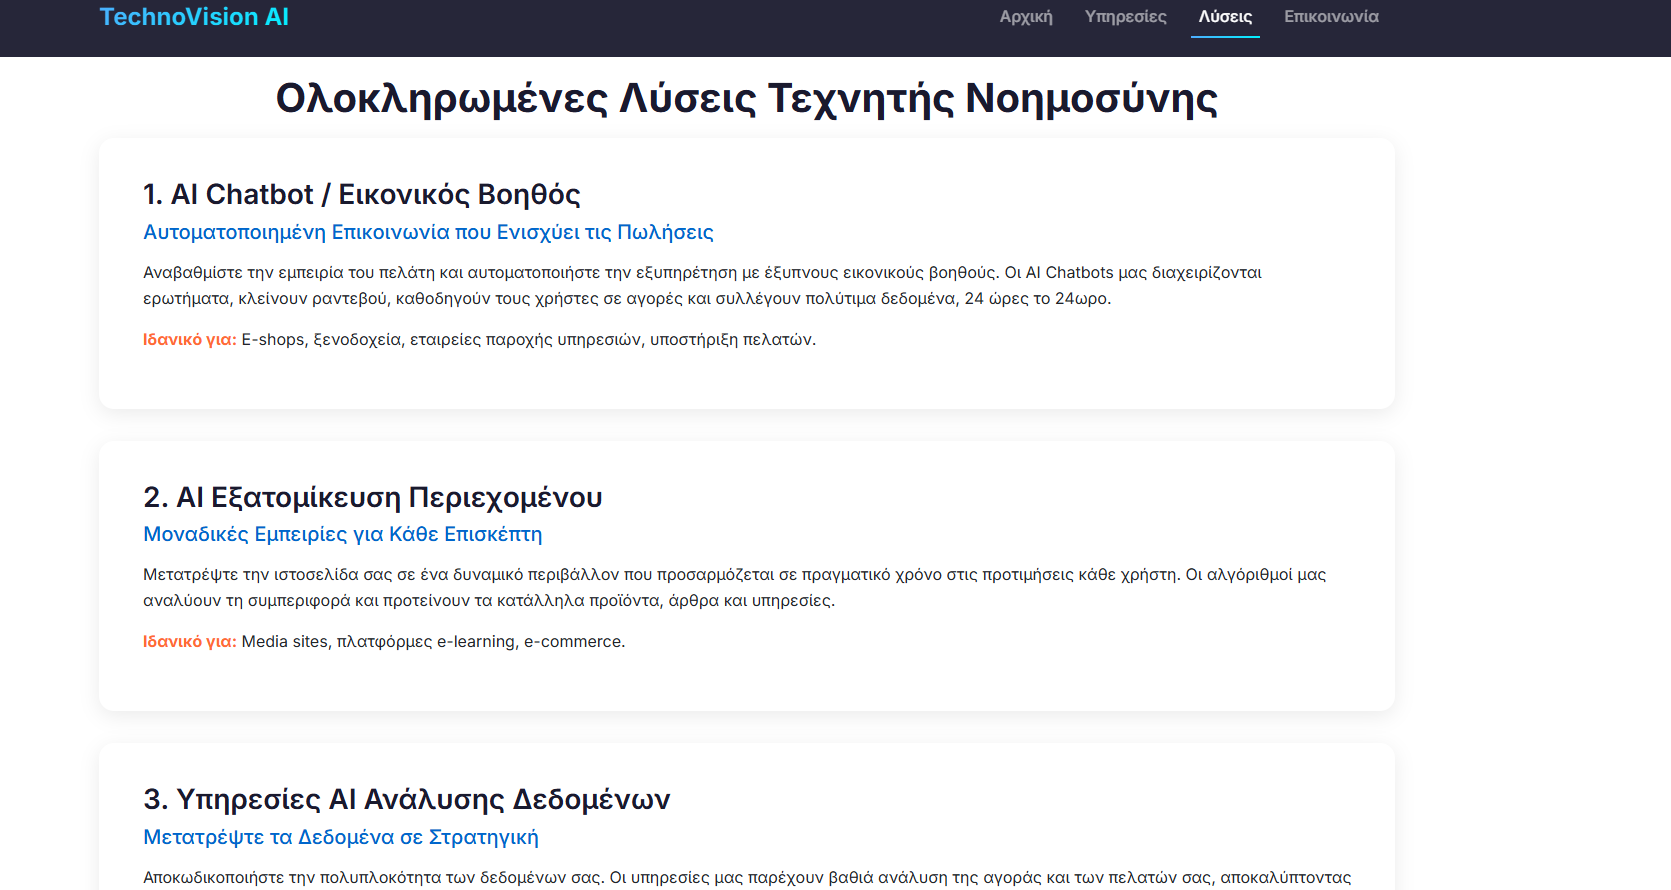 TechnoVision AI
Αρχική Υπηρεσίες Λύσεις Επικοινωνία
Ολοκληρωμένες Λύσεις Τεχνητής Νοημοσύνης
1. AI Chatbot / Εικονικός Βοηθός
Αυτοματοποιημένη Επικοινωνία που Ενισχύει τις Πωλήσεις
Αναβαθμίστε την εμπειρία του πελάτη και αυτοματοποιήστε την εξυπηρέτηση με έξυπνους εικονικούς βοηθούς. Οι AI Chatbots μας διαχειρίζονται
ερωτήματα, κλείνουν ραντεβού, καθοδηγούν τους χρήστες σε αγορές και συλλέγουν πολύτιμα δεδομένα, 24 ώρες το 24ωρο.
Ιδανικό για: E-shops, ξενοδοχεία, εταιρείες παροχής υπηρεσιών, υποστήριξη πελατών.
2. AI Εξατομίκευση Περιεχομένου
Μοναδικές Εμπειρίες για Κάθε Επισκέπτη
Μετατρέψτε την ιστοσελίδα σας σε ένα δυναμικό περιβάλλον που προσαρμόζεται σε πραγματικό χρόνο στις προτιμήσεις κάθε χρήστη. Οι αλγόριθμοί μας
αναλύουν τη συμπεριφορά και προτείνουν τα κατάλληλα προϊόντα, άρθρα και υπηρεσίες.
Ιδανικό για: Media sites, πλατφόρμες e-learning, e-commerce.
3. Υπηρεσίες AI Ανάλυσης Δεδομένων
Μετατρέψτε τα Δεδομένα σε Στρατηγική
Αποκωδικοποιήστε την πολυπλοκότητα των δεδομένων σας. Οι υπηρεσίες μας παρέχουν βαθιά ανάλυση της αγοράς και των πελατών σας, αποκαλύπτοντας